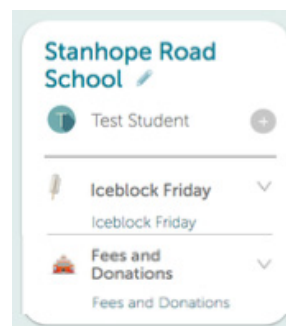 Stanhope Road
School
T
Test Student
Iceblock Friday
Iceblock Friday
Fees and
Donations
Fees and Donations